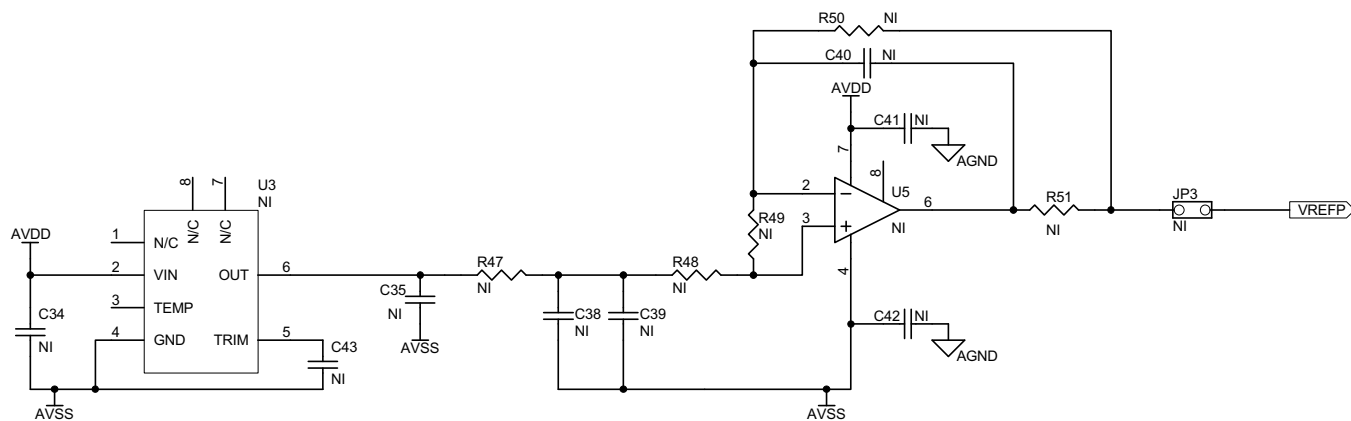 R50 NI
C40 NI
AVDD
C41 NI
AGND
7
8
2
U5
6
3
NI
4
R49
NI
R51
NI
JP3
NI
VREFP
C42 NI
AGND
AVSS
8
7
U3
NI
N/C
N/C
AVDD
1
N/C
2
VIN
OUT
6
3
TEMP
4
GND
TRIM
5
C34
NI
C43
NI
AVSS
C35
NI
AVSS
R47
NI
R48
NI
C38
NI
C39
NI